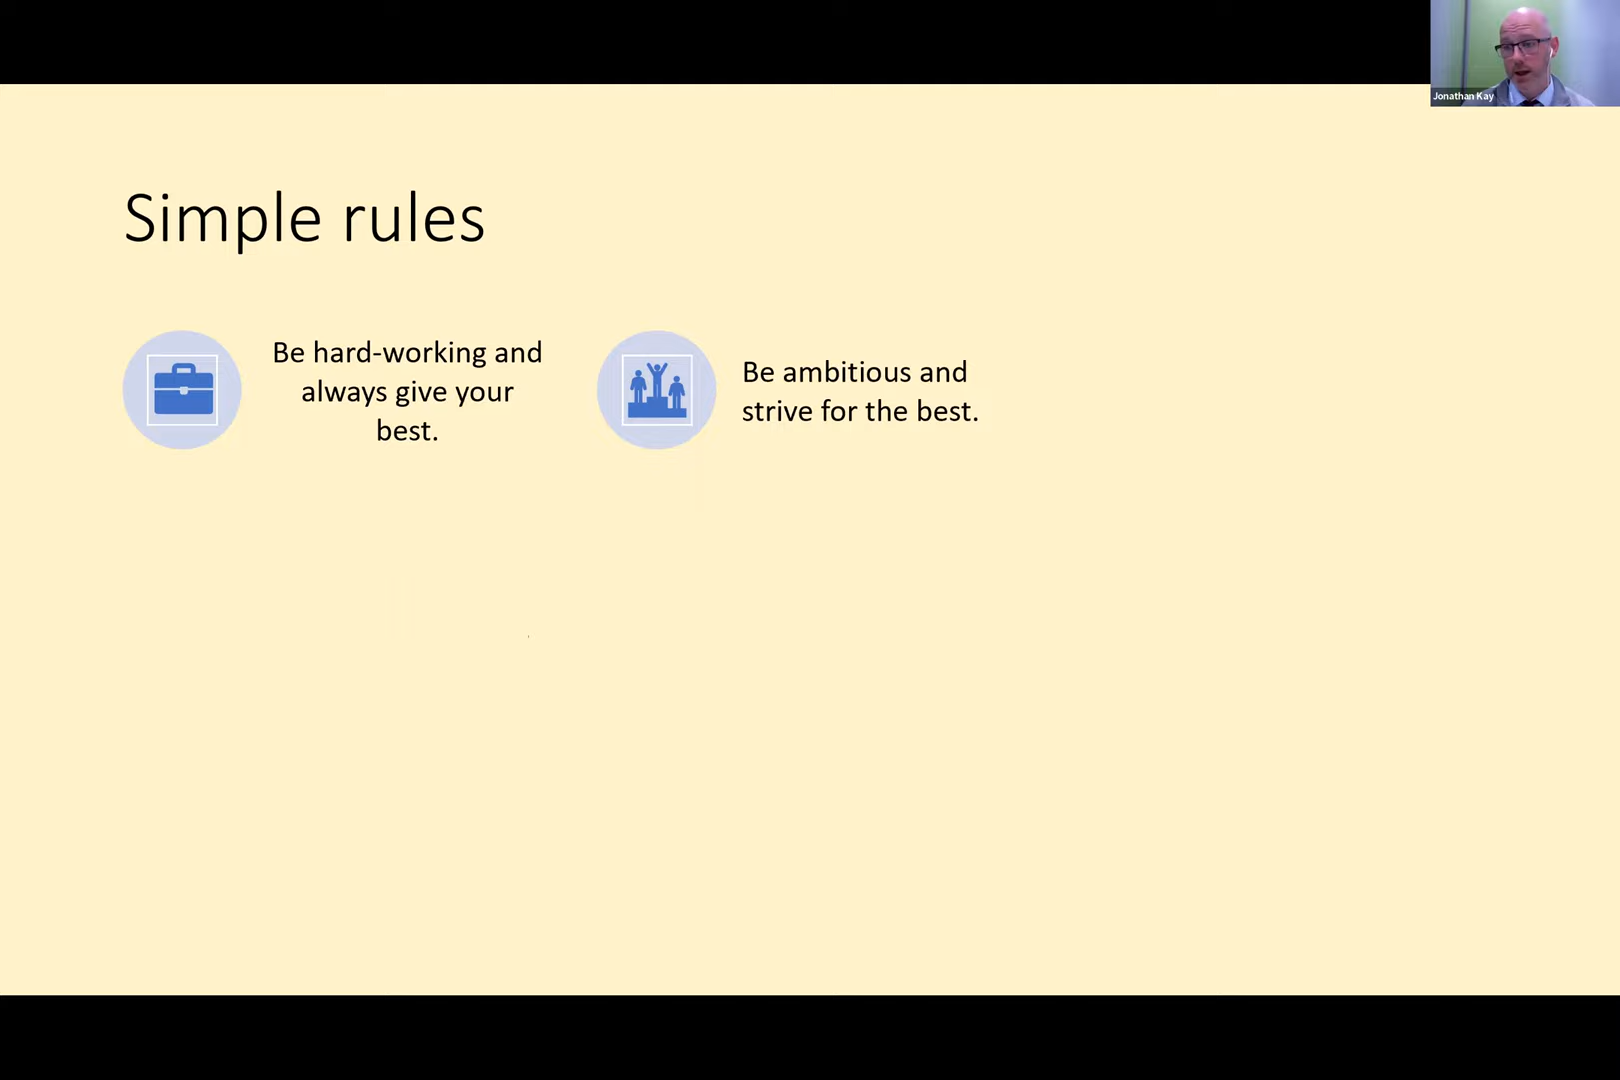 Jonathan Kay
Simple rules
Be hard-working and
always give your
best.
Be ambitious and
strive for the best.